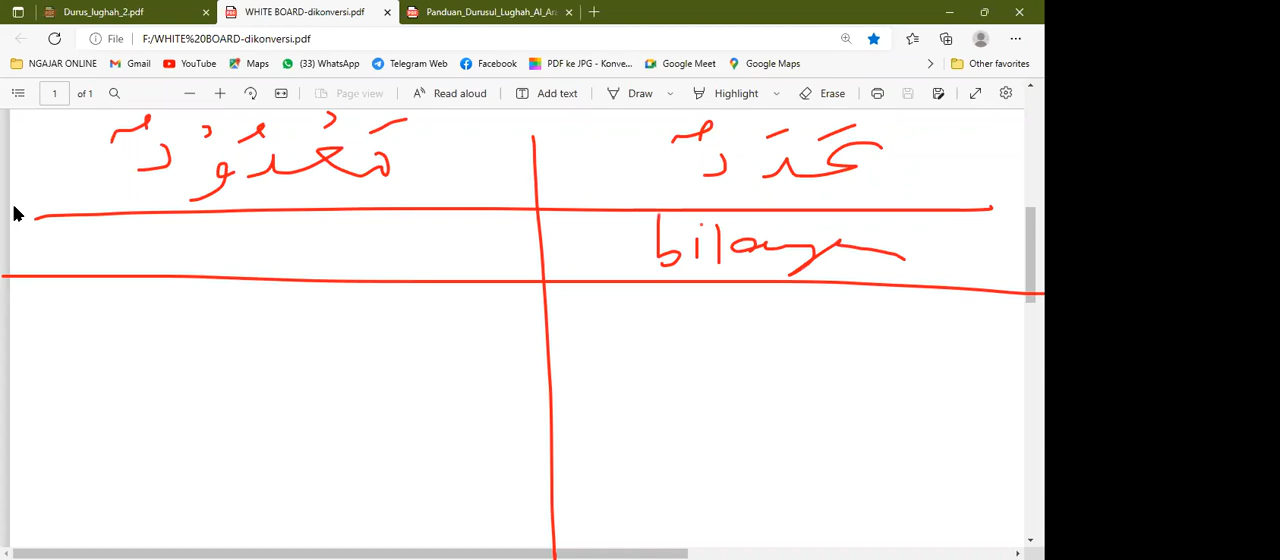 Durus_lughah_2.pdf WHITE BOARD-dikonversi.pdf Panduan_Durusul_Lughah_Al_Ar
File F:/WHITE%20BOARD-dikonversi.pdf
NGAJAR ONLINE Gmail YouTube Maps (33) WhatsApp Telegram Web Facebook PDF ke JPG - Konve... Google Meet Google Maps Other favorites
1 of 1 Page view Read aloud Add text Draw Highlight Erase
عَدَدٌ مَعْدُوْدٌ
bilangan